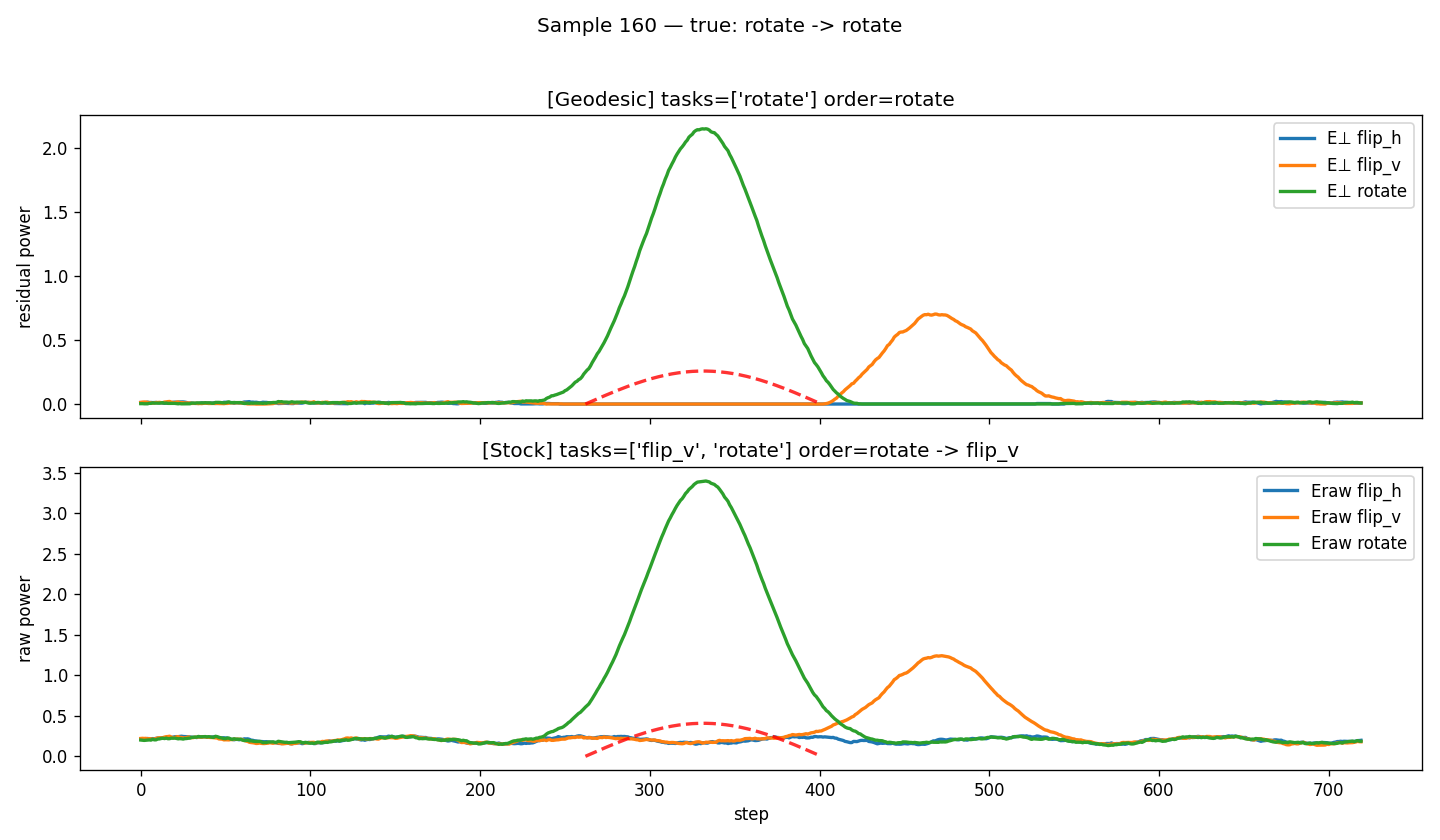 Sample 160 — true: rotate -> rotate
[Geodesic] tasks=['rotate'] order=rotate
residual power
2.0
1.5
1.0
0.5
0.0
E⊥ flip_h
E⊥ flip_v
E⊥ rotate
[Stock] tasks=['flip_v', 'rotate'] order=rotate -> flip_v
raw power
3.5
3.0
2.5
2.0
1.5
1.0
0.5
0.0
Eraw flip_h
Eraw flip_v
Eraw rotate
0 100 200 300 400 500 600 700
step